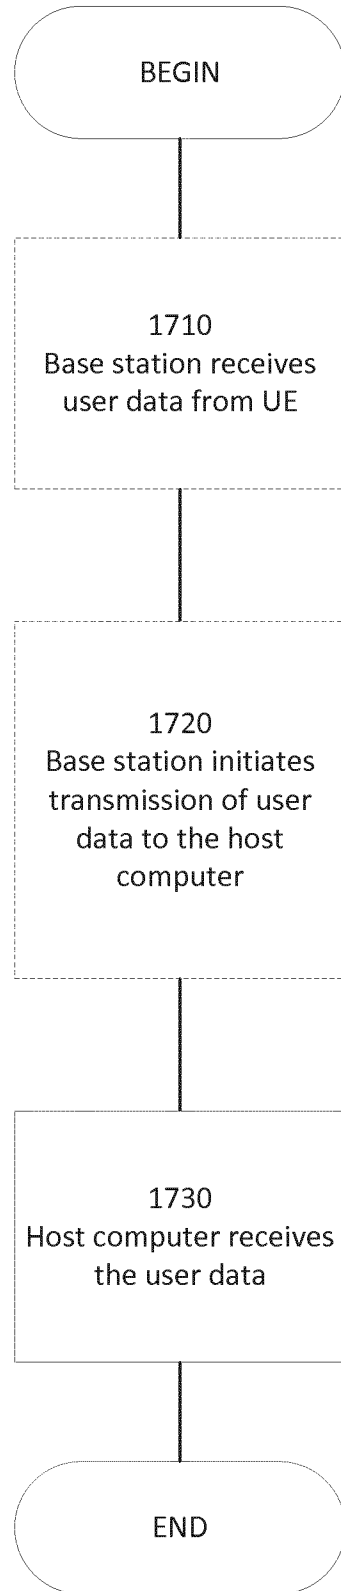 BEGIN
1710
Base station receives
user data from UE
1720
Base station initiates
transmission of user
data to the host
computer
1730
Host computer receives
the user data
END